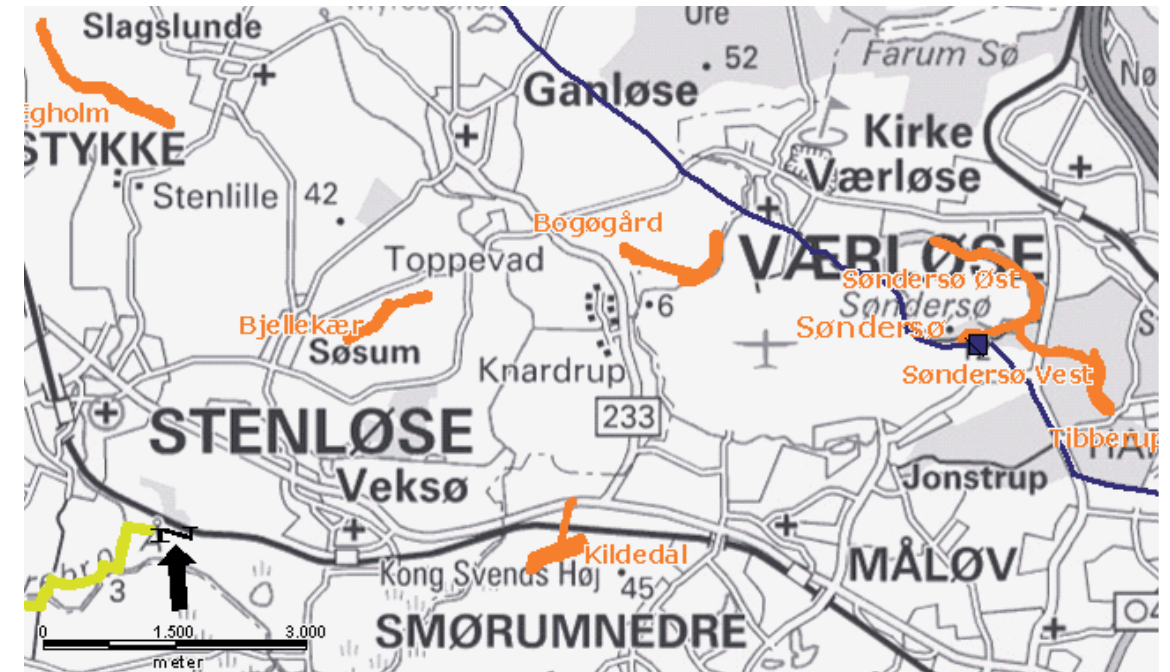 Slagslunde
Ure
52
Farum Sø
Ganløse
Egholm
STYKKE
Kirke
Værløse
Stenlille
42
Bogøgård
VÆRLØSE
Toppevad
Søndersø Øst
6
Søndersø
Bjellekær
Søndersø
Søsum
Knardrup
Søndersø Vest
233
STENLØSE
Tibberup
Jonstrup
Veksø
Kildedal
MÅLØV
3
Kong Svends Høj
45
SMØRUMNEDRE
0 1.500 3.000
meter